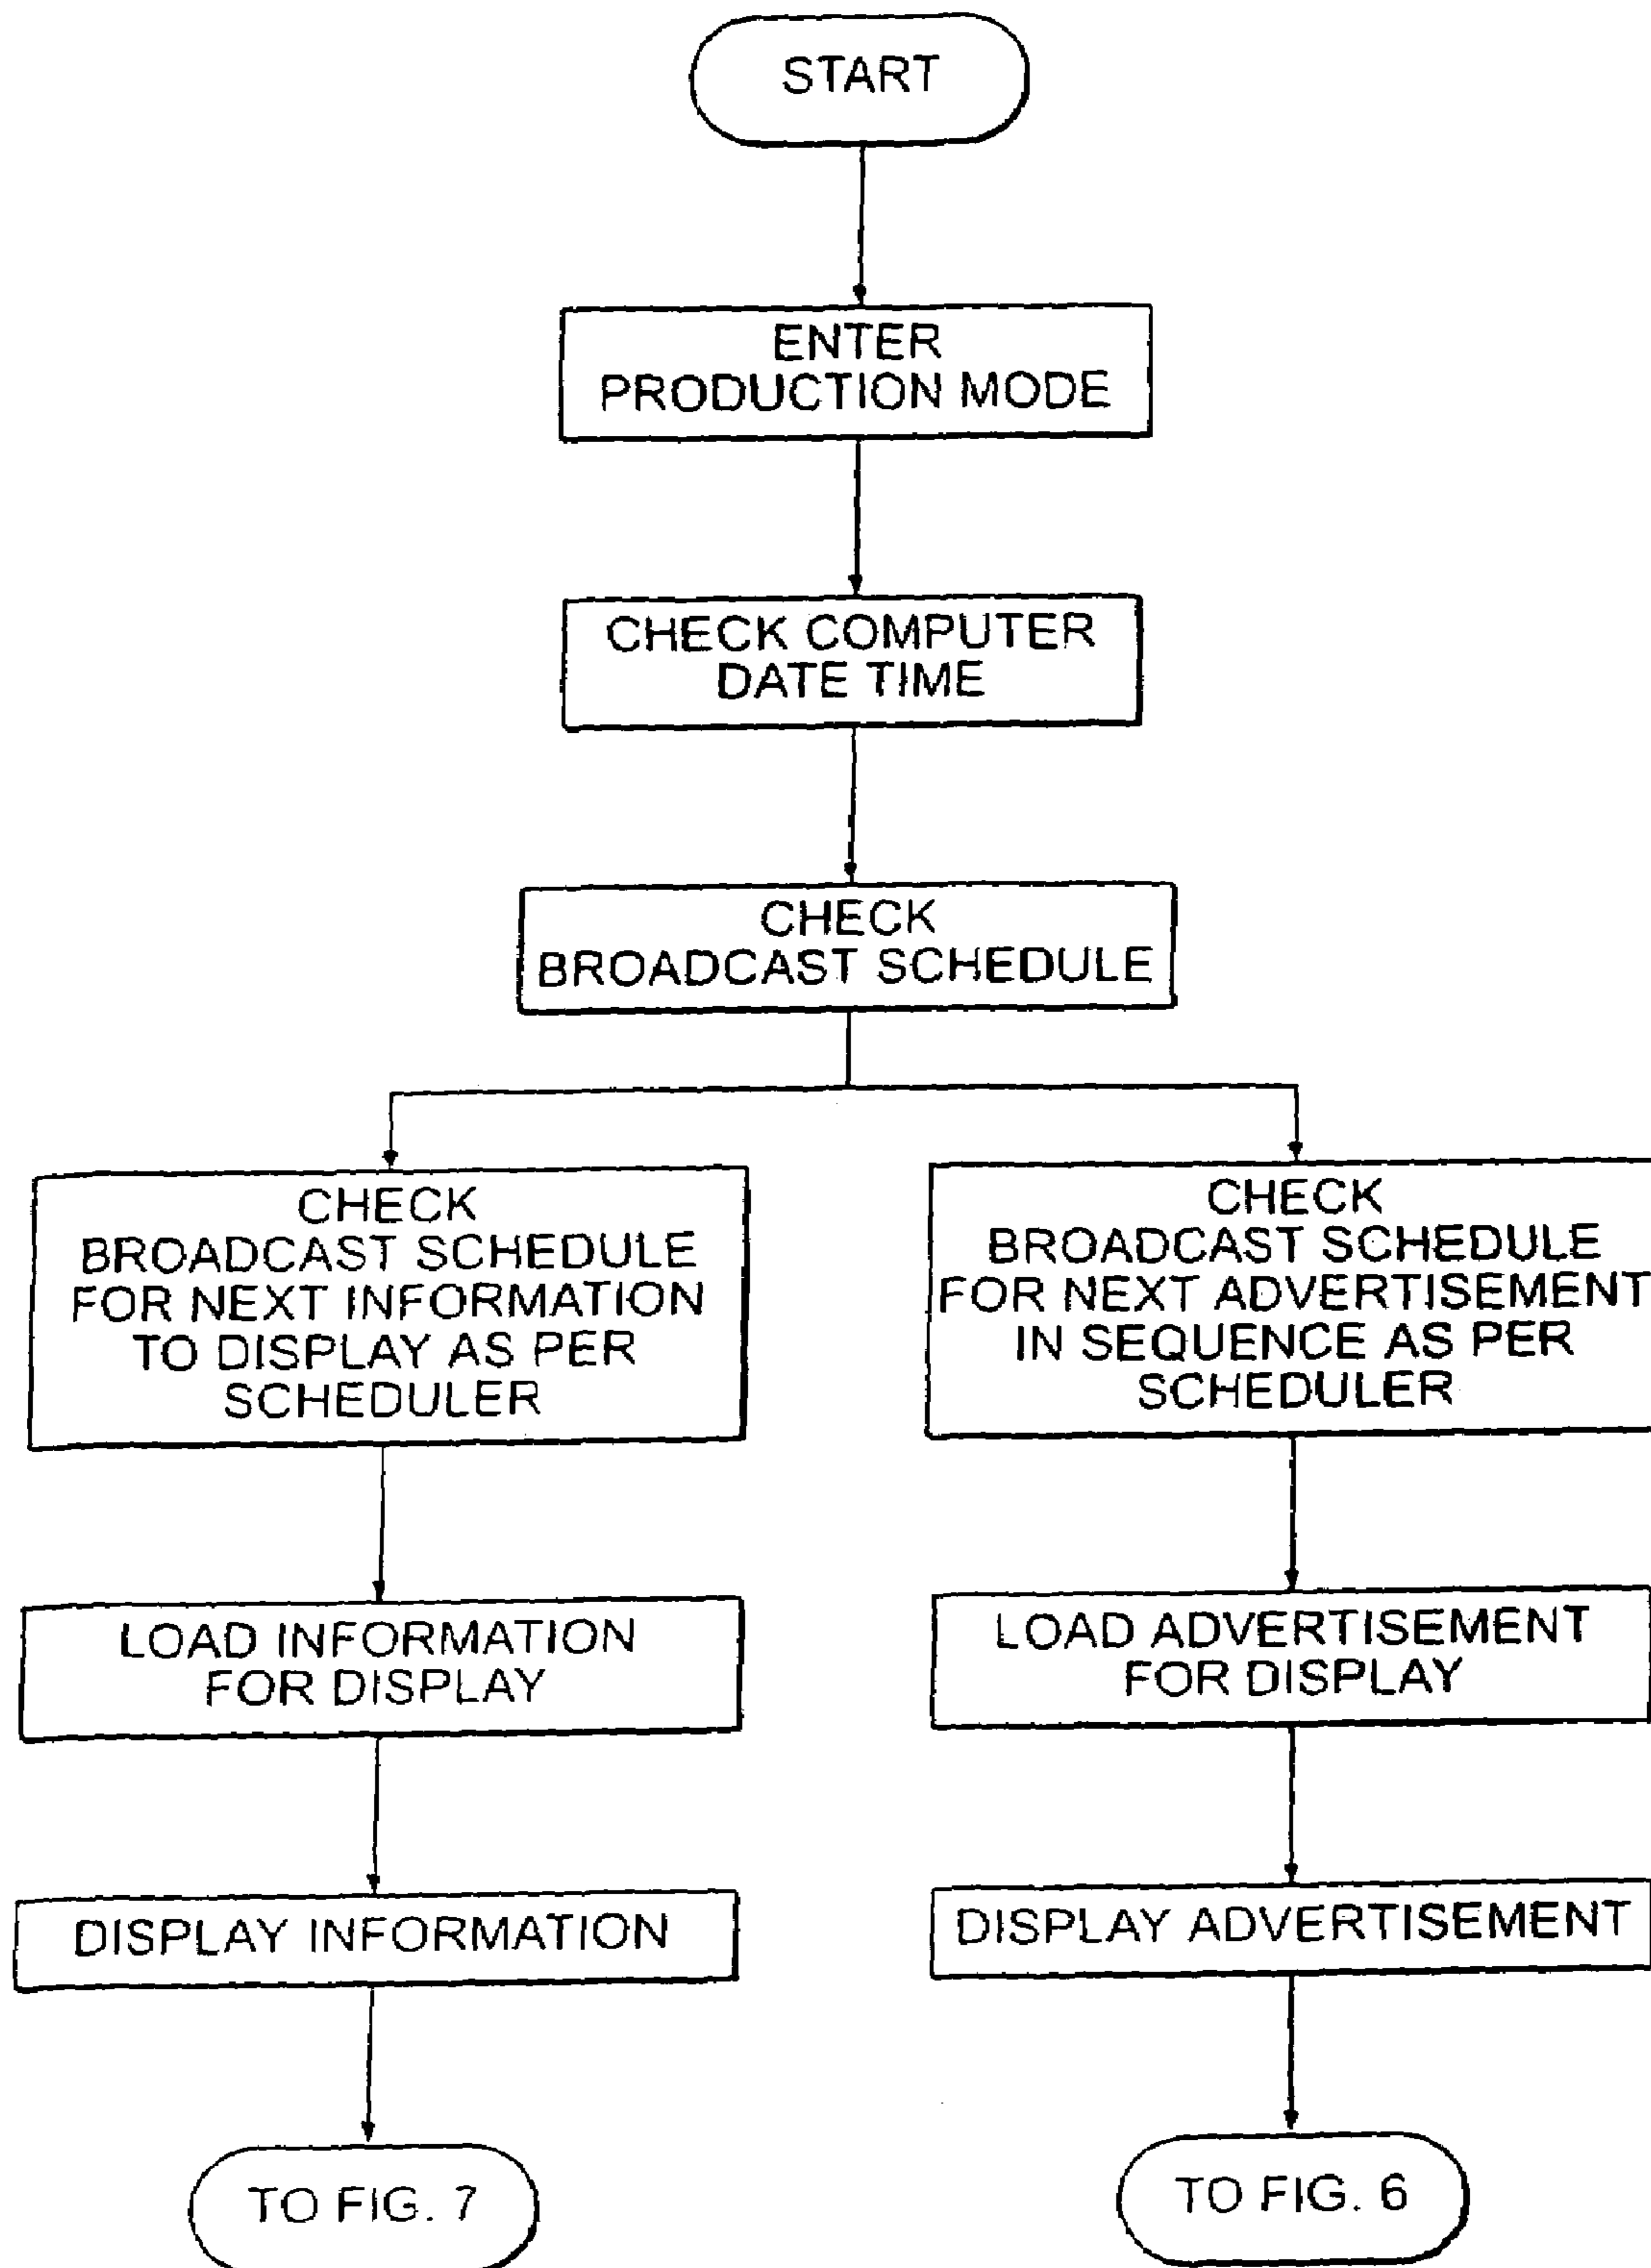 START
ENTER
PRODUCTION MODE
CHECK COMPUTER
DATE TIME
CHECK
BROADCAST SCHEDULE
CHECK
BROADCAST SCHEDULE
FOR NEXT INFORMATION
TO DISPLAY AS PER
SCHEDULER
LOAD INFORMATION
FOR DISPLAY
DISPLAY INFORMATION
TO FIG. 7
CHECK
BROADCAST SCHEDULE
FOR NEXT ADVERTISEMENT
IN SEQUENCE AS PER
SCHEDULER
LOAD ADVERTISEMENT
FOR DISPLAY
DISPLAY ADVERTISEMENT
TO FIG. 6